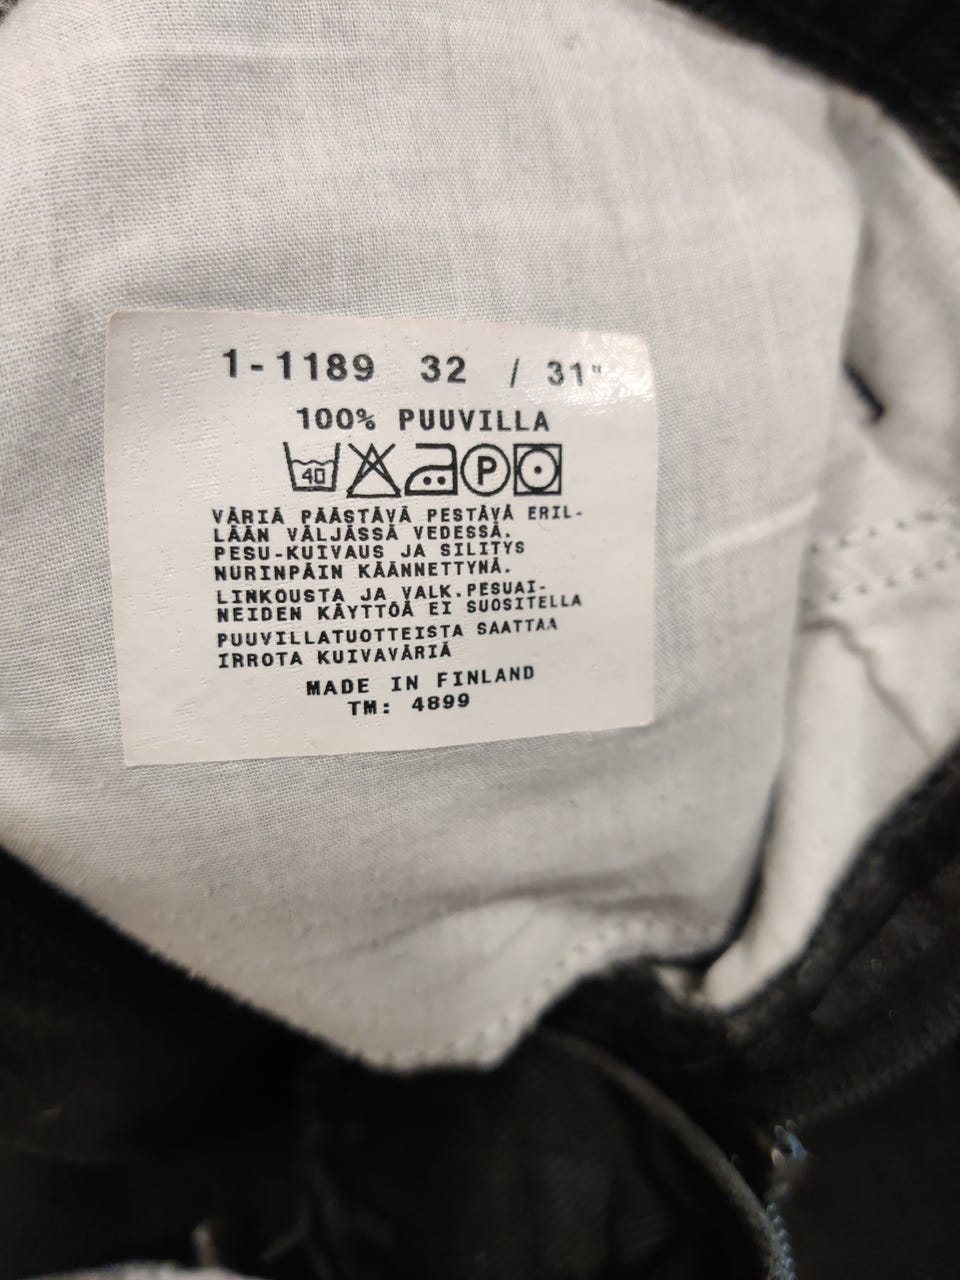 1-1189 32 / 31"
100% PUUVILLA
40 P
VÄRIÄ PÄÄSTÄVÄ PESTÄVÄ ERIL-
LÄÄN VÄLJÄSSÄ VEDESSÄ.
PESU-KUIVAUS JA SILITYS
NURINPÄIN KÄÄNNETTYNÄ.
LINKOUSTA JA VALK.PESUAI-
NEIDEN KÄYTTÖÄ EI SUOSITELLA
PUUVILLATUOTTEISTA SAATTAA
IRROTA KUIVAVÄRIÄ
MADE IN FINLAND
TM: 4899